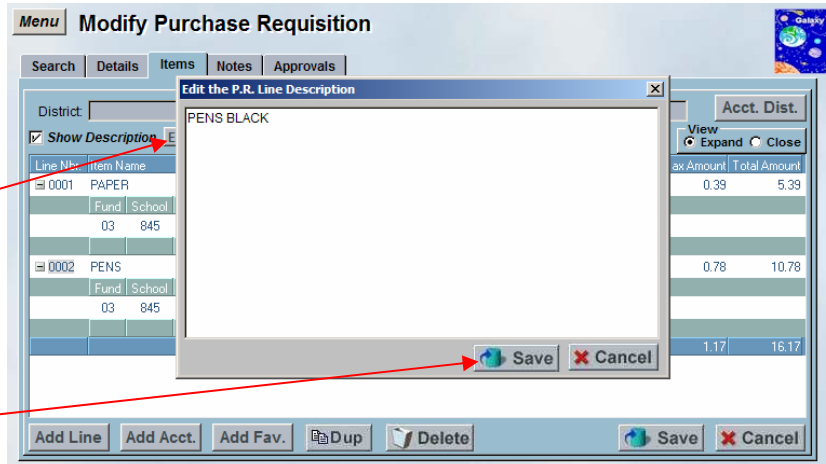 Menu Modify Purchase Requisition
Galaxy
Search Details Items Notes Approvals
Edit the P.R. Line Description
PENS BLACK
District: Acct. Dist.
Show Description E
View
Expand Close
Line Nbr. Item Name ax Amount Total Amount
0001 PAPER 0.39 5.39
Fund School
03 845
0002 PENS 0.78 10.78
Fund School
03 845
1.17 16.17
Save Cancel
Add Line Add Acct. Add Fav. Dup Delete Save Cancel